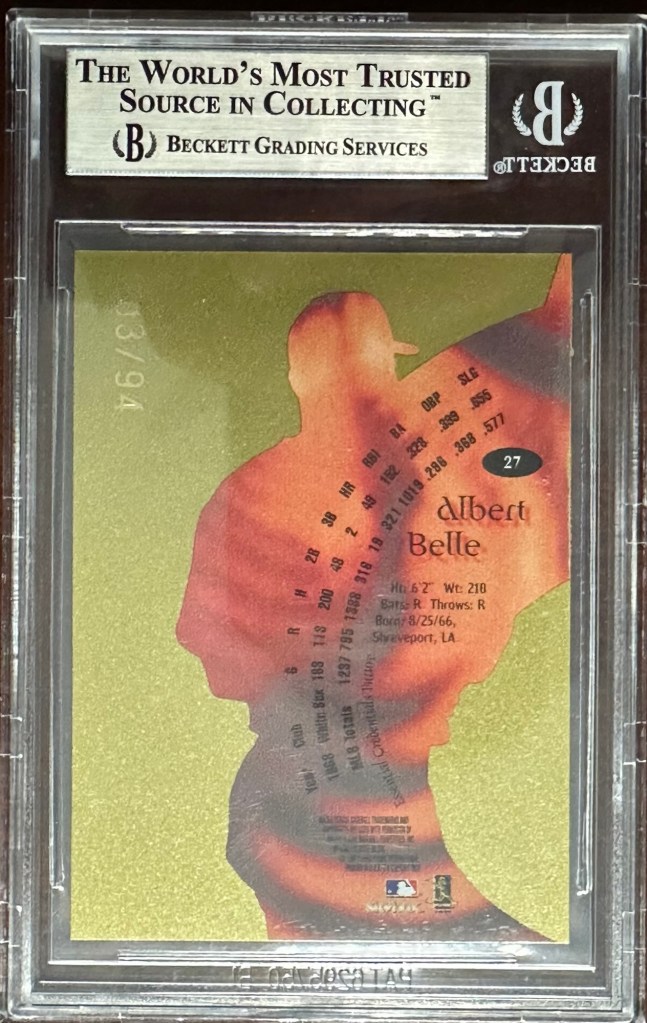 THE WORLD'S MOST TRUSTED
SOURCE IN COLLECTING™
BECKETT GRADING SERVICES
B
BECKETT®
/94
27
Albert
Belle
Ht: 6'2" Wt: 210
Bats: R Throws: R
Born: 8/25/66,
Shreveport, LA
Year Club G R H 2B 3B HR RBI BA OBP SLG
1998 White Sox 163 113 200 48 2 49 152 .328 .399 .655
MLB Totals 1237 795 1388 318 19 321 1019 .286 .368 .577
Essential Credentials Future